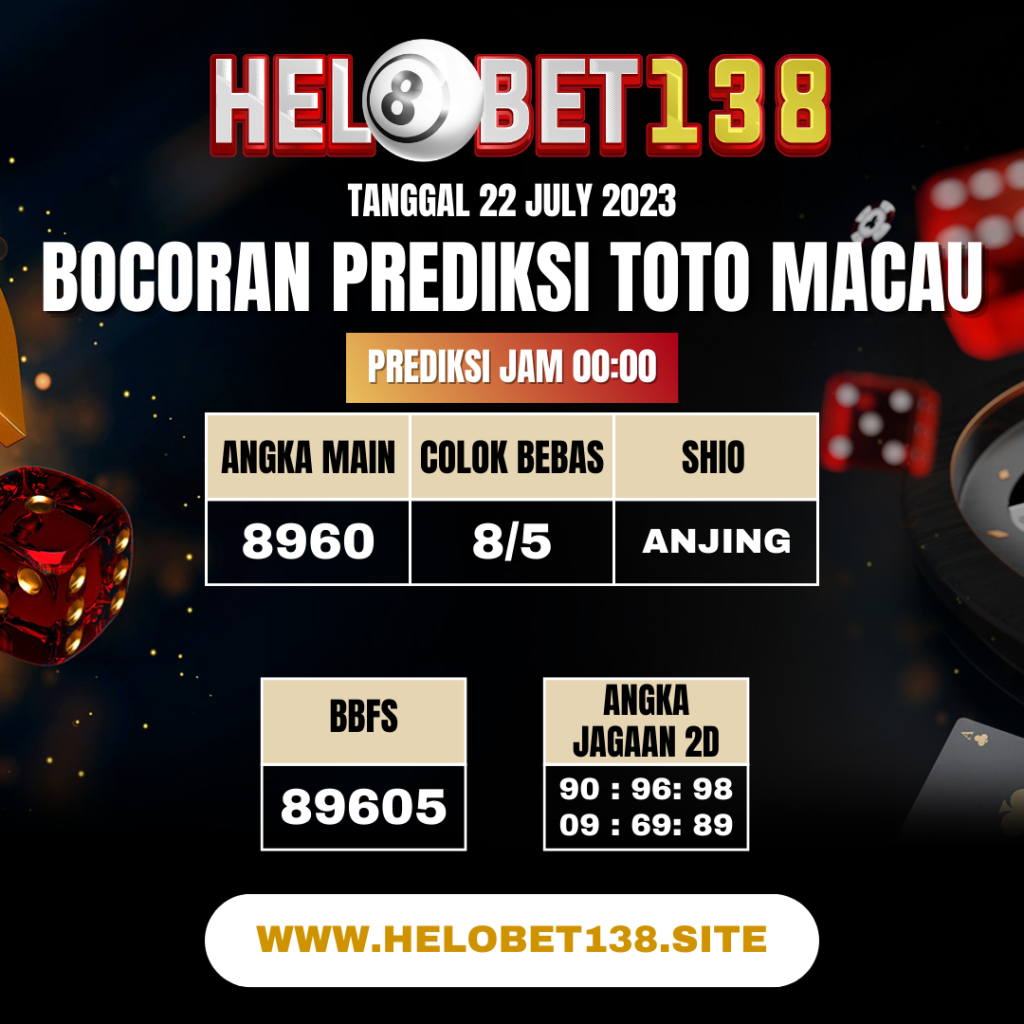 HELOBET138
TANGGAL 22 JULY 2023
BOCORAN PREDIKSI TOTO MACAU
PREDIKSI JAM 00:00
ANGKA MAIN COLOK BEBAS SHIO
8960 8/5 ANJING
BBFS
89605
ANGKA
JAGAAN 2D
90 : 96: 98
09 : 69: 89
A
WWW.HELOBET138.SITE